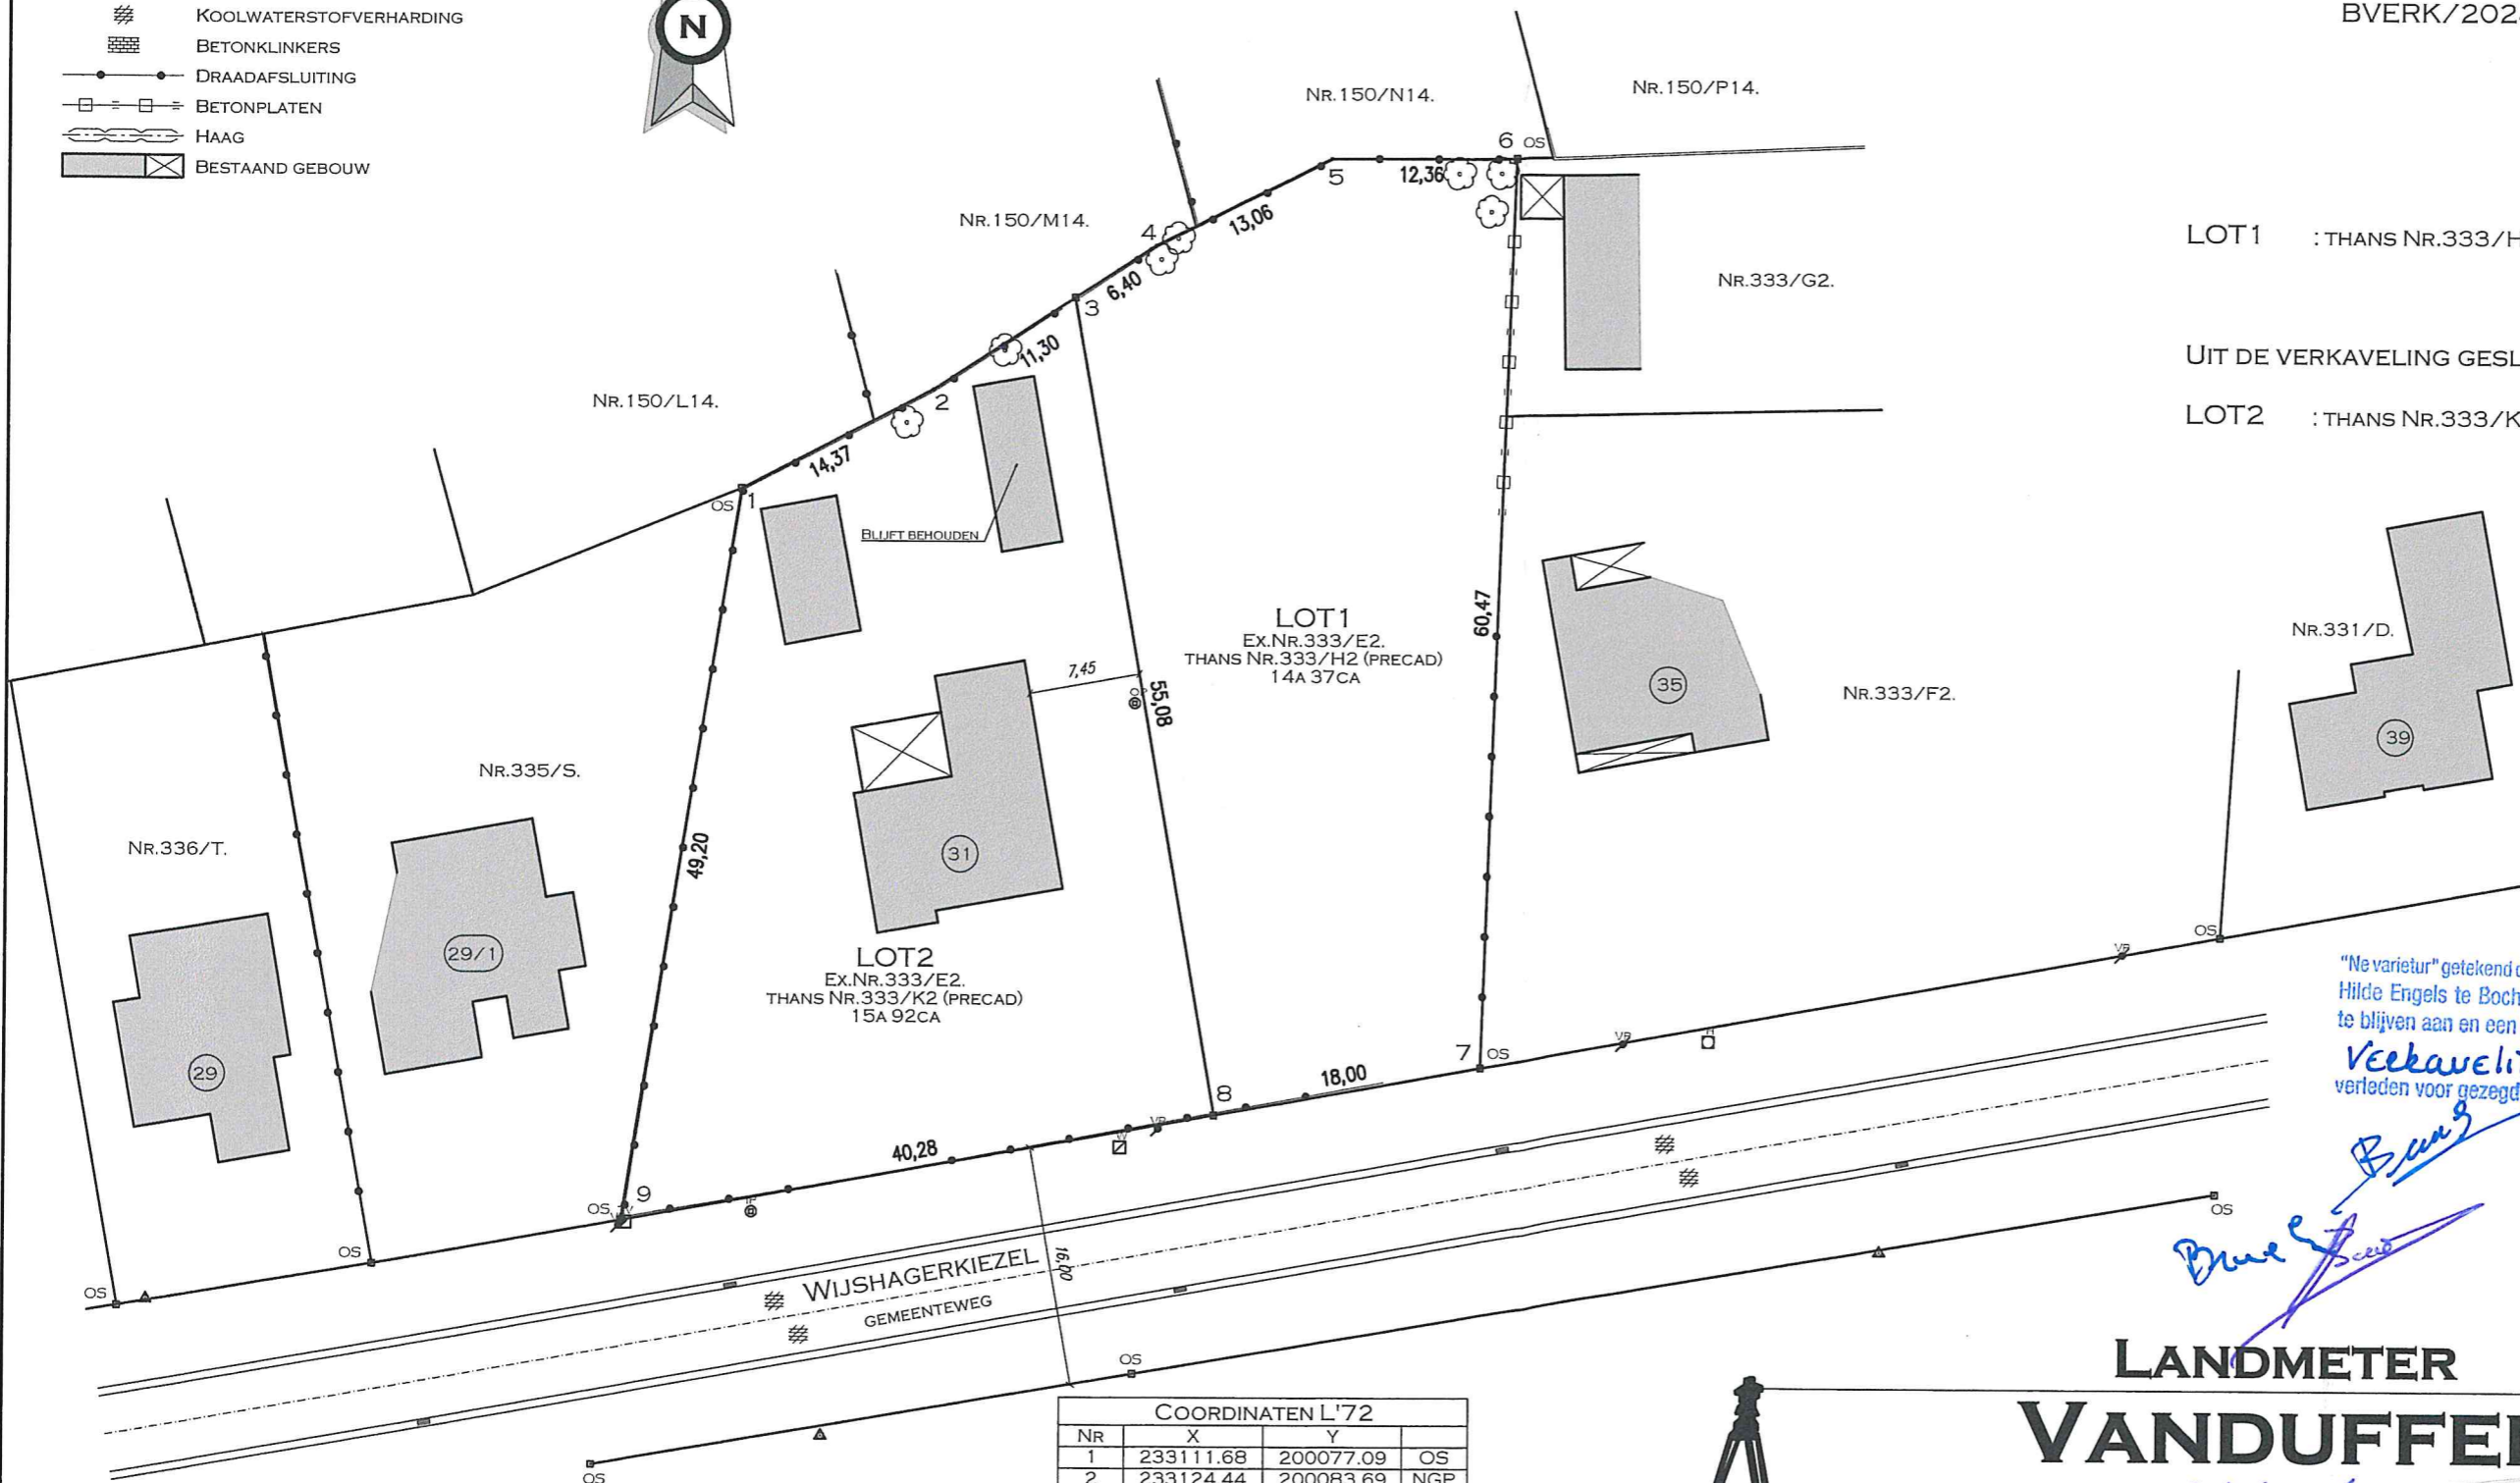 Koolwaterstofverharding
Betonklinkers
Draadafsluiting
Betonplaten
Haag
Bestaand gebouw
N
BVERK/202
Nr.150/N14.
Nr.150/P14.
Nr.150/M14.
Nr.150/L14.
6 OS
5
12,36
13,06
4
6,40
3
11,30
2
14,37
OS 1
Nr.333/G2.
LOT1 : thans Nr.333/H
Uit de verkaveling gesl
LOT2 : thans Nr.333/K
Blijft behouden
LOT1
Ex.Nr.333/E2.
thans Nr.333/H2 (precad)
14a 37ca
60,47
7,45
55,08
35
Nr.333/F2.
Nr.331/D.
39
Nr.335/S.
Nr.336/T.
49,20
31
29/1
29
LOT2
Ex.Nr.333/E2.
thans Nr.333/K2 (precad)
15a 92ca
OS
VP
"Ne varietur" getekend
Hilde Engels te Boch
te blijven aan en een
verleden voor gezegd
7 OS
VP
8
18,00
40,28
VP
9
OS
OS
OS
Wijshagerkiezel
gemeenteweg
16,00
OS
OS
OS
Landmeter
Vanduffe
Coordinaten L'72
Nr X Y
1 233111.68 200077.09 OS
2 233124.44 200083.69 NGP